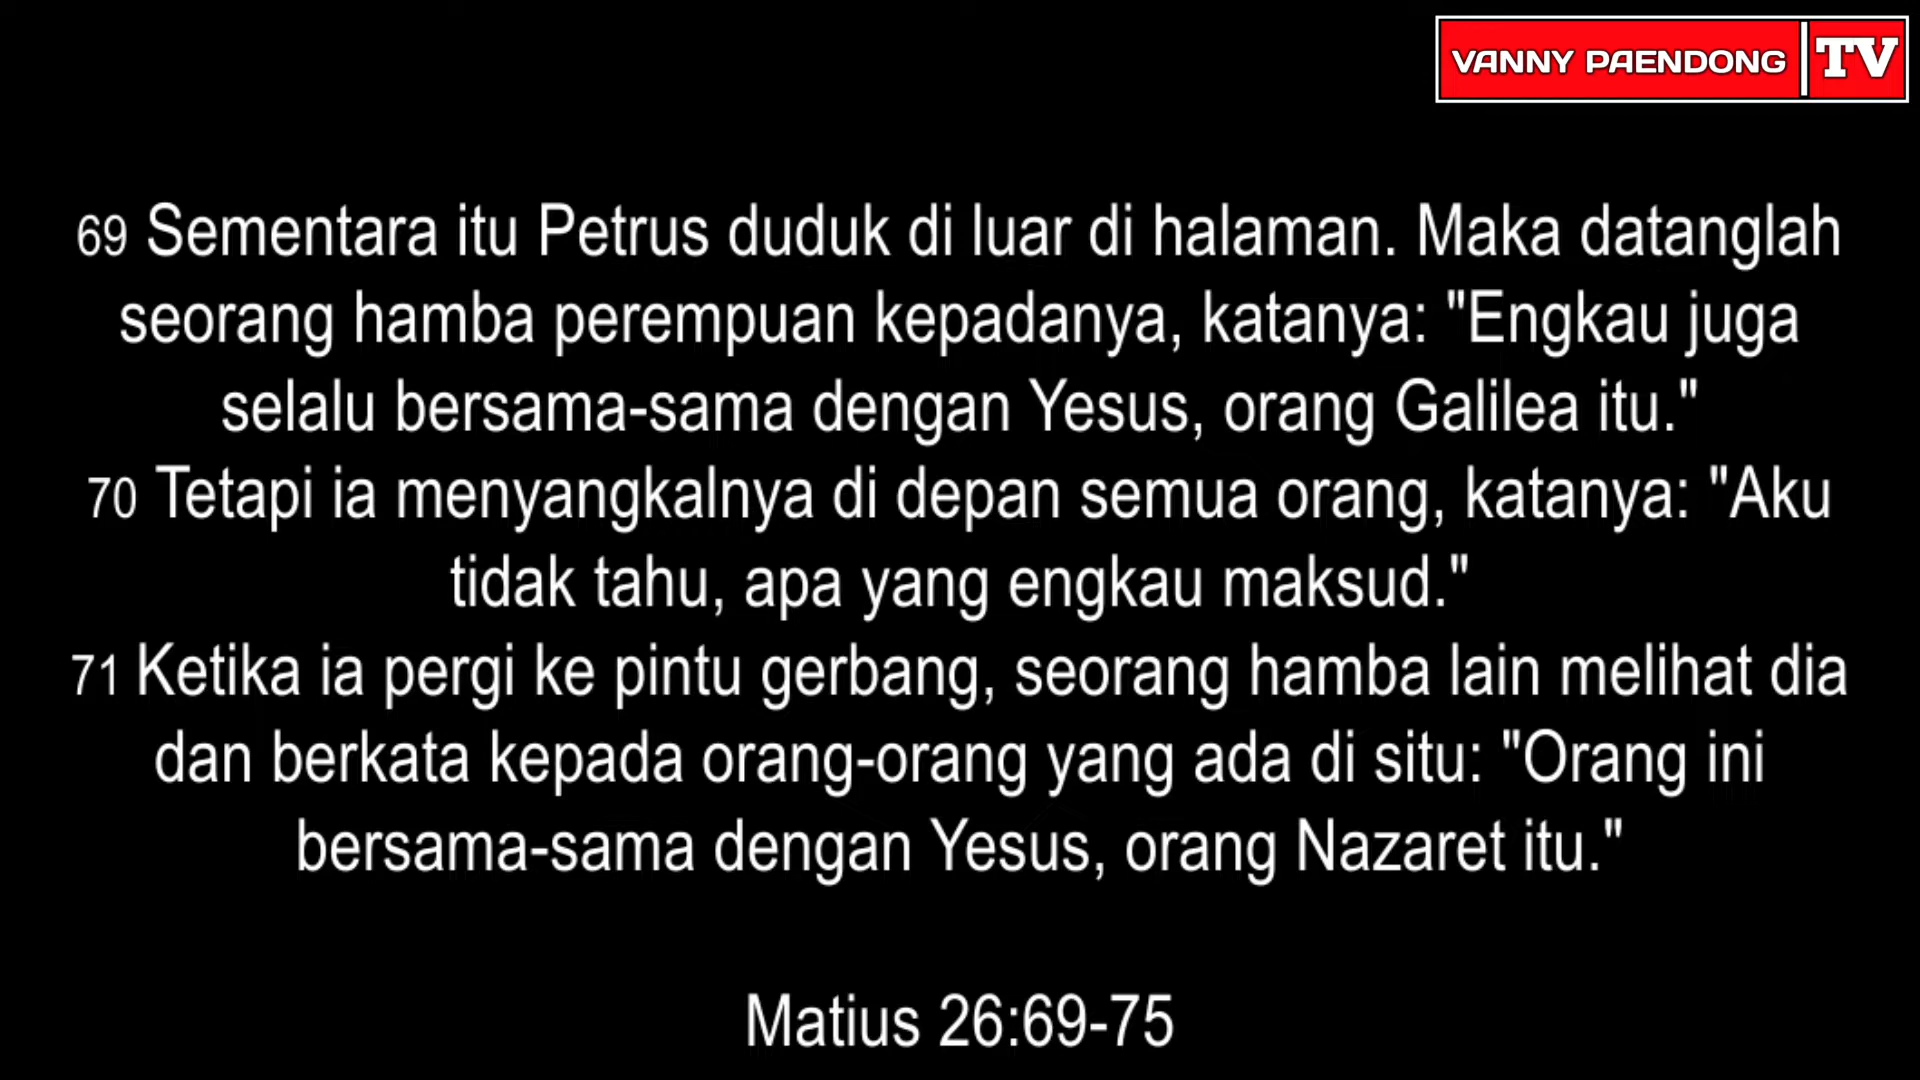 VANNY PAENDONG TV
69 Sementara itu Petrus duduk di luar di halaman. Maka datanglah
seorang hamba perempuan kepadanya, katanya: "Engkau juga
selalu bersama-sama dengan Yesus, orang Galilea itu."
70 Tetapi ia menyangkalnya di depan semua orang, katanya: "Aku
tidak tahu, apa yang engkau maksud."
71 Ketika ia pergi ke pintu gerbang, seorang hamba lain melihat dia
dan berkata kepada orang-orang yang ada di situ: "Orang ini
bersama-sama dengan Yesus, orang Nazaret itu."
Matius 26:69-75